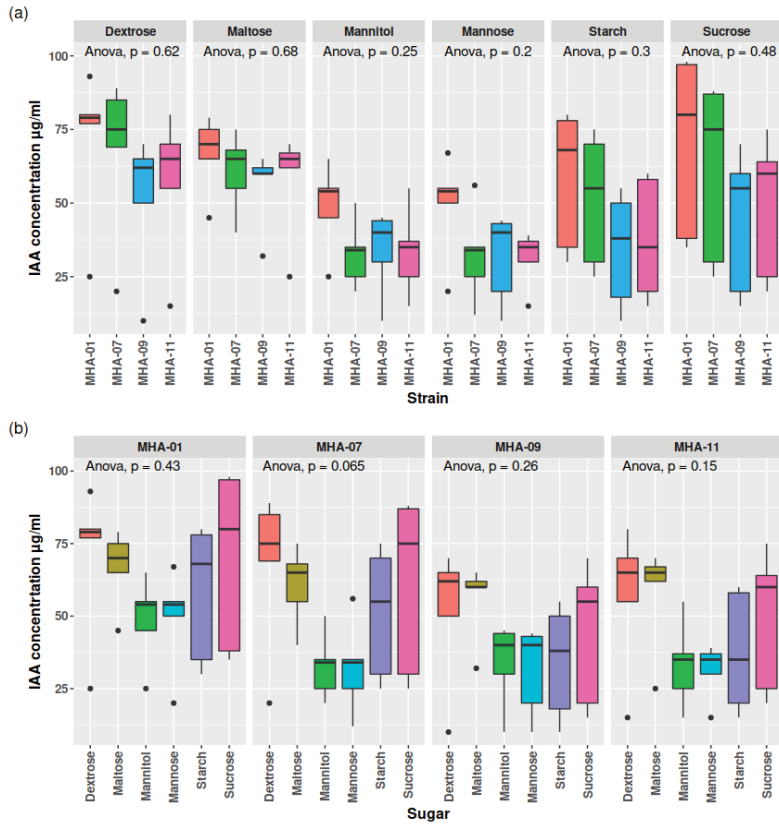 (a)
Dextrose Maltose Mannitol Mannose Starch Sucrose
Anova, p = 0.62 Anova, p = 0.68 Anova, p = 0.25 Anova, p = 0.2 Anova, p = 0.3 Anova, p = 0.48
100
75
50
25
IAA concentrtation µg/ml
MHA-01 MHA-07 MHA-09 MHA-11 MHA-01 MHA-07 MHA-09 MHA-11 MHA-01 MHA-07 MHA-09 MHA-11 MHA-01 MHA-07 MHA-09 MHA-11 MHA-01 MHA-07 MHA-09 MHA-11 MHA-01 MHA-07 MHA-09 MHA-11
Strain
(b)
MHA-01 MHA-07 MHA-09 MHA-11
Anova, p = 0.43 Anova, p = 0.065 Anova, p = 0.26 Anova, p = 0.15
100
75
50
25
IAA concentrtation µg/ml
Dextrose Maltose Mannitol Mannose Starch Sucrose Dextrose Maltose Mannitol Mannose Starch Sucrose Dextrose Maltose Mannitol Mannose Starch Sucrose Dextrose Maltose Mannitol Mannose Starch Sucrose
Sugar